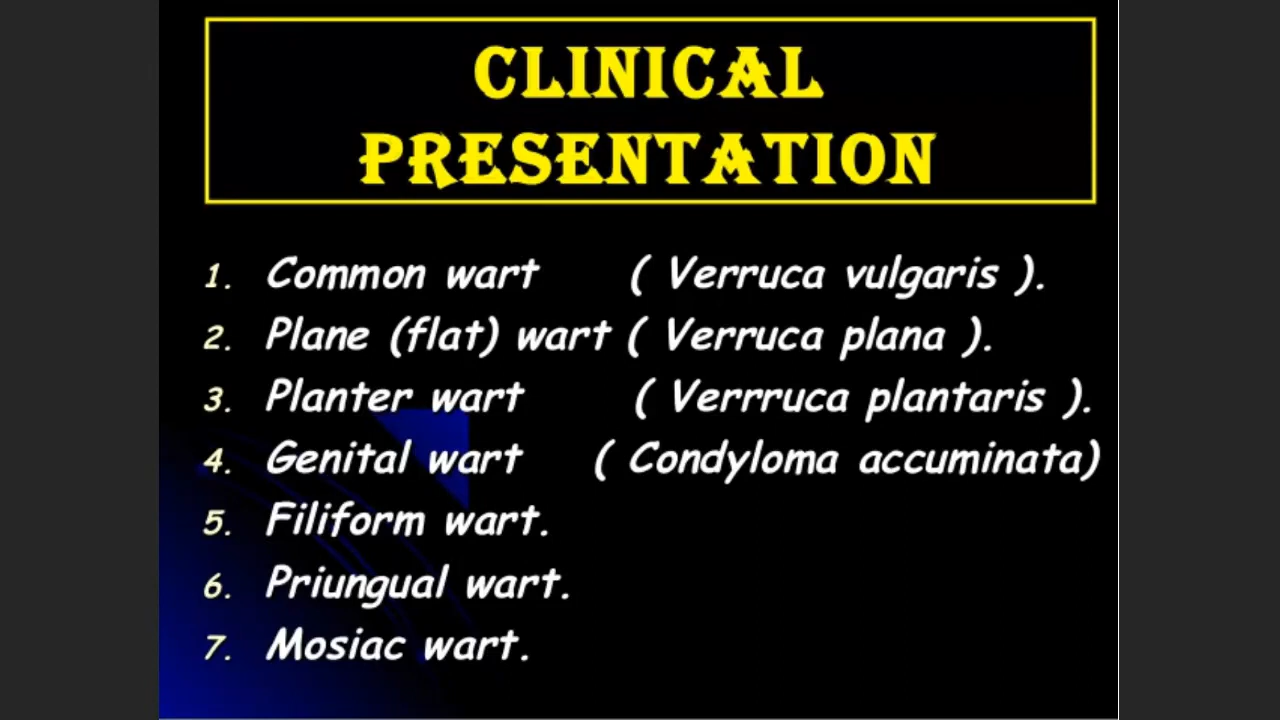 CLINICAL
PRESENTATION
1. Common wart ( Verruca vulgaris ).
2. Plane (flat) wart ( Verruca plana ).
3. Planter wart ( Verrruca plantaris ).
4. Genital wart ( Condyloma accuminata)
5. Filiform wart.
6. Priungual wart.
7. Mosiac wart.